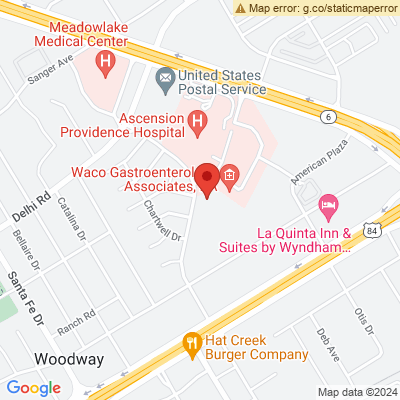 Map error: g.co/staticmaperror
Meadowlake
Medical Center
H
Sanger Ave
United States
Postal Service
Ascension
Providence Hospital
H
6
American Plaza
Waco Gastroenterol
Associates,
Delhi Rd
Catalina Dr
Chartwell Dr
Bellaire Dr
La Quinta Inn &
Suites by Wyndham...
84
Santa Fe Dr
Ranch Rd
Otis Dr
Deb Ave
Woodway
Hat Creek
Burger Company
Google
Map data ©2024